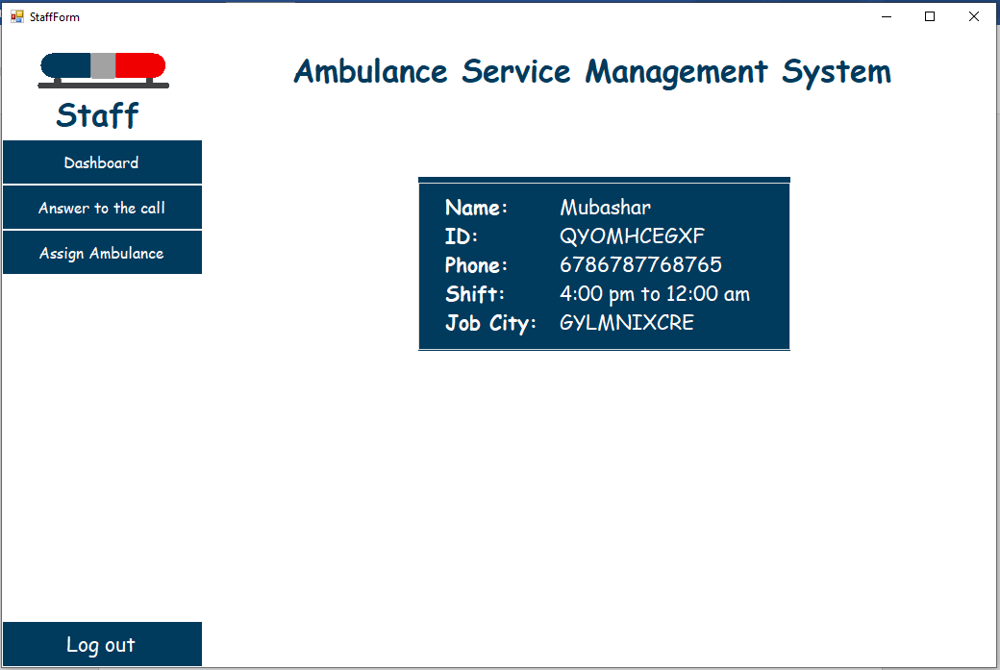 StaffForm
Ambulance Service Management System
Staff
Dashboard
Answer to the call
Assign Ambulance
Name: Mubashar
ID: QYOMHCEGXF
Phone: 6786787768765
Shift: 4:00 pm to 12:00 am
Job City: GYLMNIXCRE
Log out